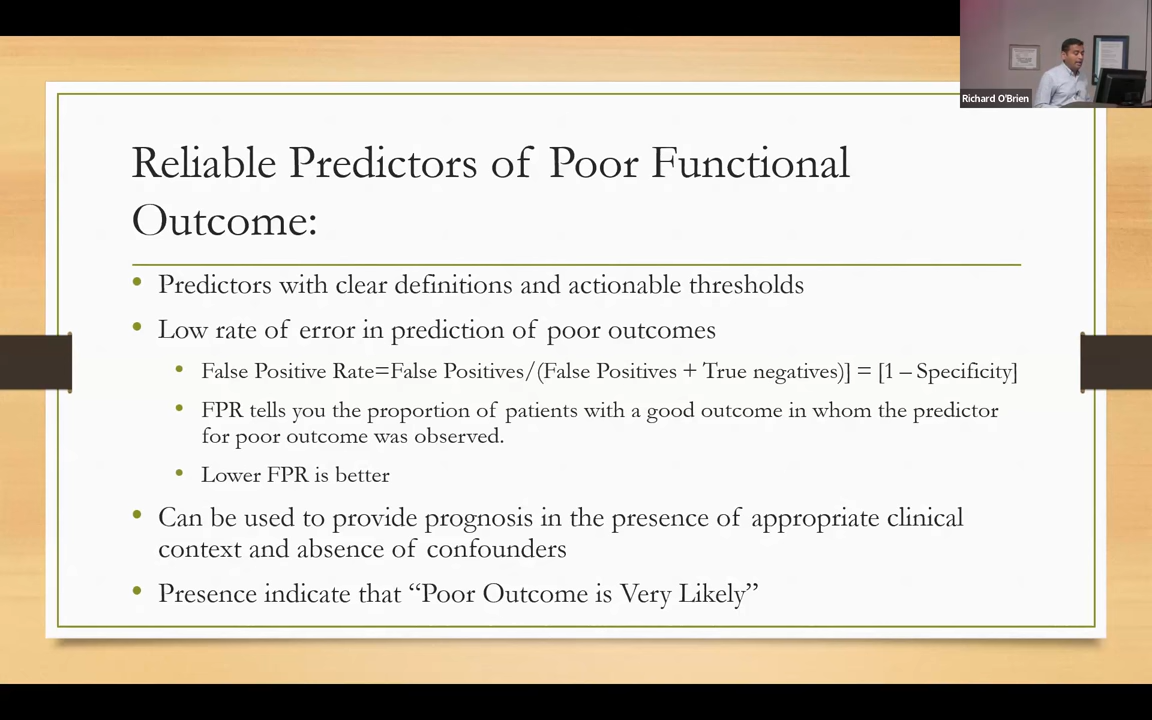 Richard O'Brien
Reliable Predictors of Poor Functional
Outcome:
• Predictors with clear definitions and actionable thresholds
• Low rate of error in prediction of poor outcomes
• False Positive Rate=False Positives/(False Positives + True negatives)] = [1 – Specificity]
• FPR tells you the proportion of patients with a good outcome in whom the predictor
for poor outcome was observed.
• Lower FPR is better
• Can be used to provide prognosis in the presence of appropriate clinical
context and absence of confounders
• Presence indicate that “Poor Outcome is Very Likely”